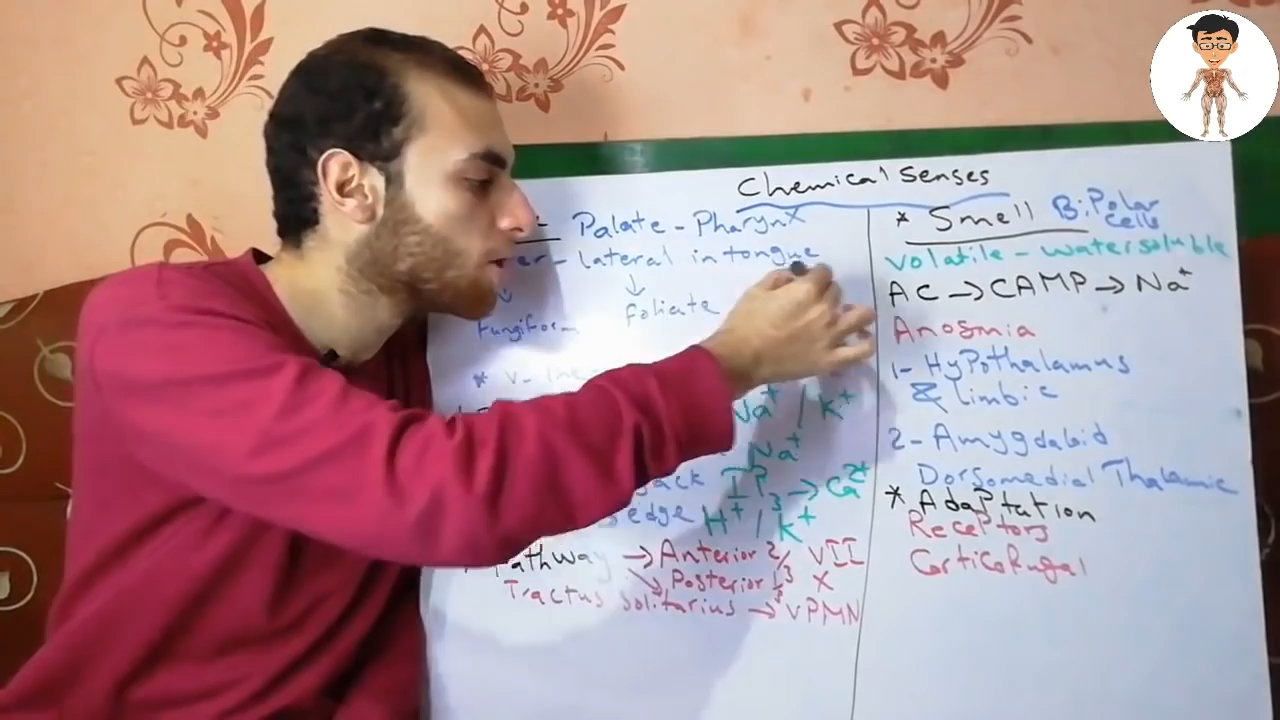 Chemical Senses
Palate - Pharynx
- lateral in tongue
↓ ↓
Fungiform foliate
* V-
Na⁺ / K⁺
Na⁺
IP₃ → Ca²⁺
edge H⁺ / K⁺
Pathway → Anterior 2/3 VII
↘ Posterior 1/3 X
Tractus Solitarius → VPMN
* Smell Bipolar cells
Volatile - water soluble
AC → CAMP → Na⁺
Anosmia
1- Hypothalamus
& limbic
2- Amygdaloid
Dorsomedial Thalamic
* Adaptation
Receptors
Corticofugal